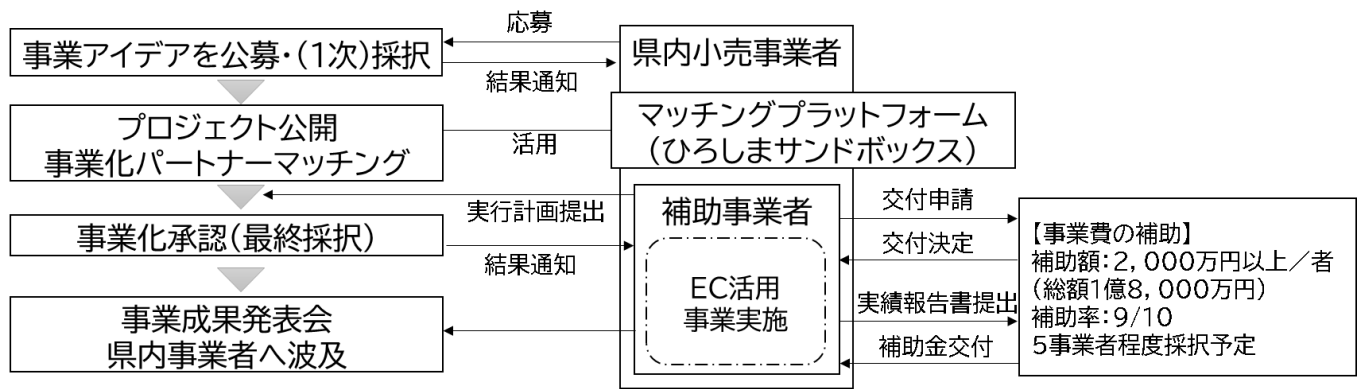 応募
事業アイデアを公募・(1次)採択
県内小売事業者
結果通知
プロジェクト公開
事業化パートナーマッチング
活用
マッチングプラットフォーム
(ひろしまサンドボックス)
実行計画提出
補助事業者
交付申請
事業化承認(最終採択)
結果通知
交付決定
EC活用
事業実施
実績報告書提出
補助金交付
【事業費の補助】
補助額:2,000万円以上/者
(総額1億8,000万円)
補助率:9/10
5事業者程度採択予定
事業成果発表会
県内事業者へ波及